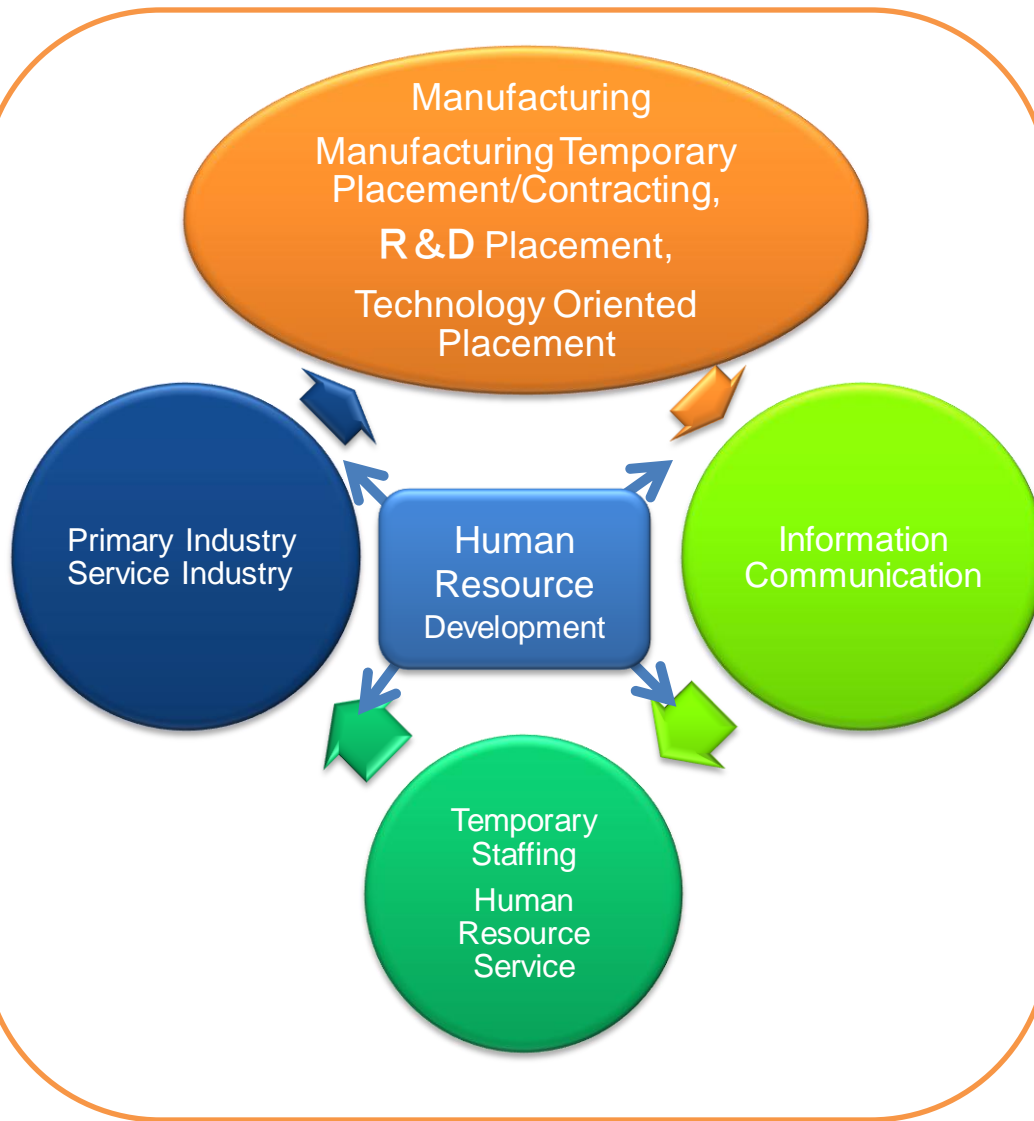 Manufacturing
Manufacturing Temporary
Placement/Contracting,
R&D Placement,
Technology Oriented
Placement
Primary Industry
Service Industry
Human
Resource
Development
Information
Communication
Temporary
Staffing
Human
Resource
Service